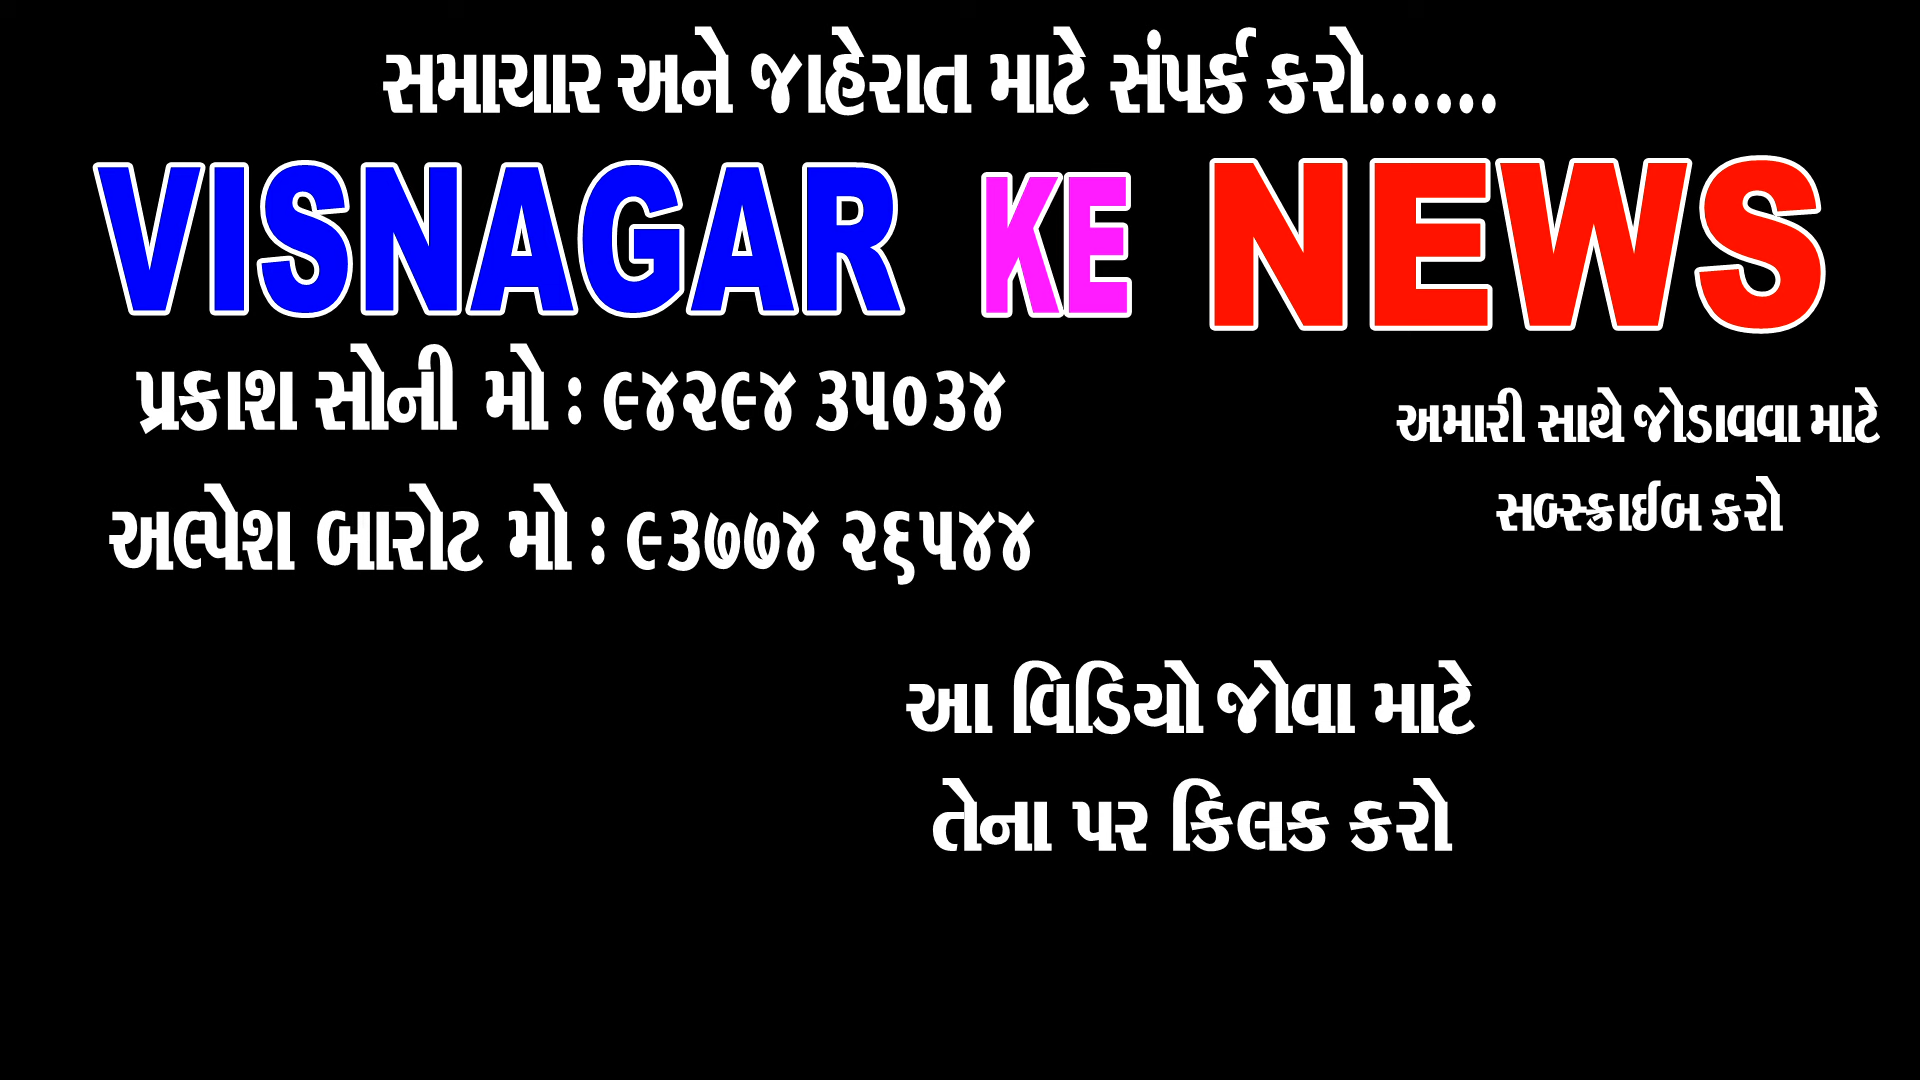 સમાચાર અને જાહેરાત માટે સંપર્ક કરો......
VISNAGAR KE NEWS
પ્રકાશ સોની મો : ૯૪૨૯૪ ૩૫૦૩૪
અલ્પેશ બારોટ મો : ૯૩૭૭૪ ૨૬૫૪૪
અમારી સાથે જોડાવવા માટે
સબ્સ્ક્રાઈબ કરો
આ વિડિયો જોવા માટે
તેના પર કિલક કરો